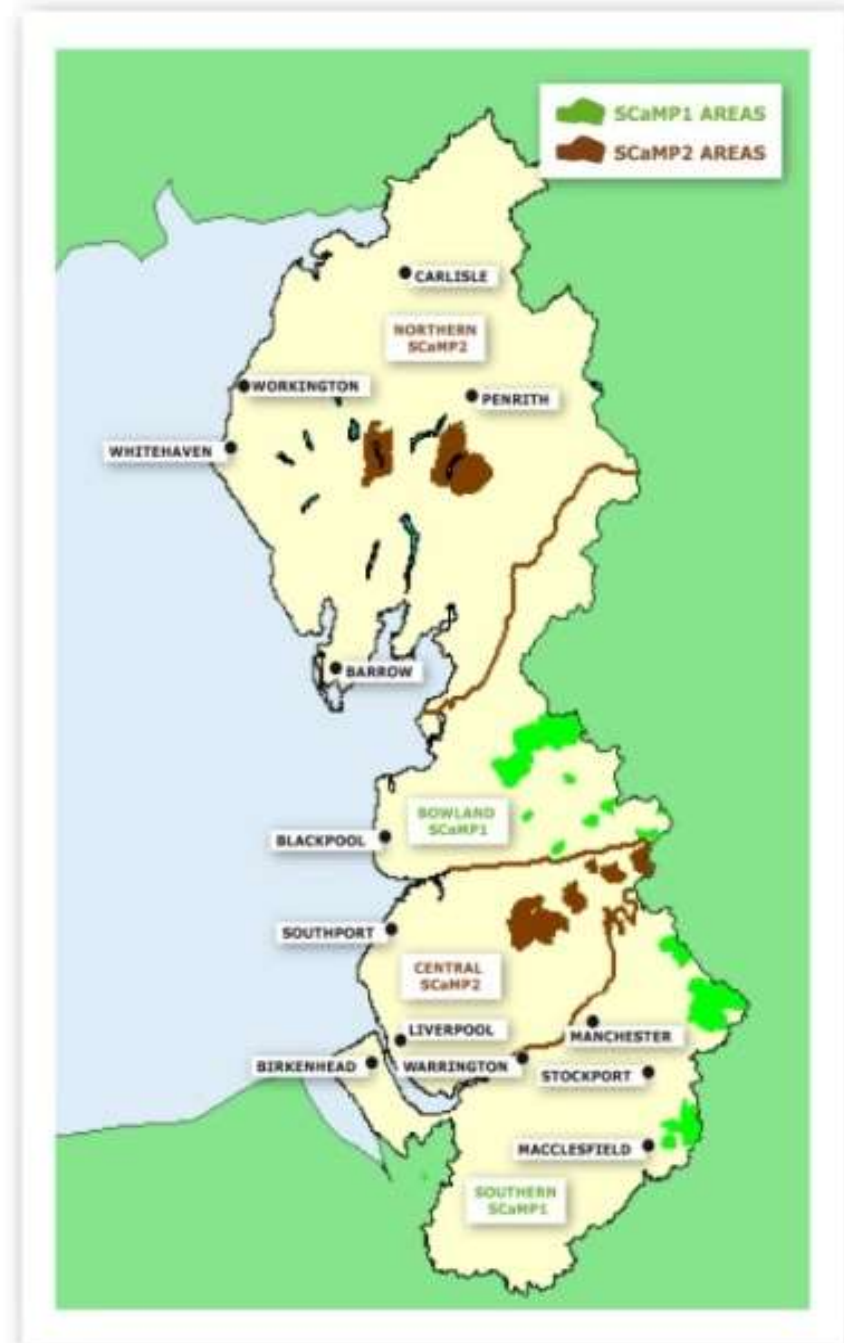 SCaMP1 AREAS
SCaMP2 AREAS
CARLISLE
NORTHERN
SCaMP2
WORKINGTON
PENRITH
WHITEHAVEN
BARROW
BOWLAND
SCaMP1
BLACKPOOL
SOUTHPORT
CENTRAL
SCaMP2
LIVERPOOL
MANCHESTER
BIRKENHEAD
WARRINGTON
STOCKPORT
MACCLESFIELD
SOUTHERN
SCaMP1